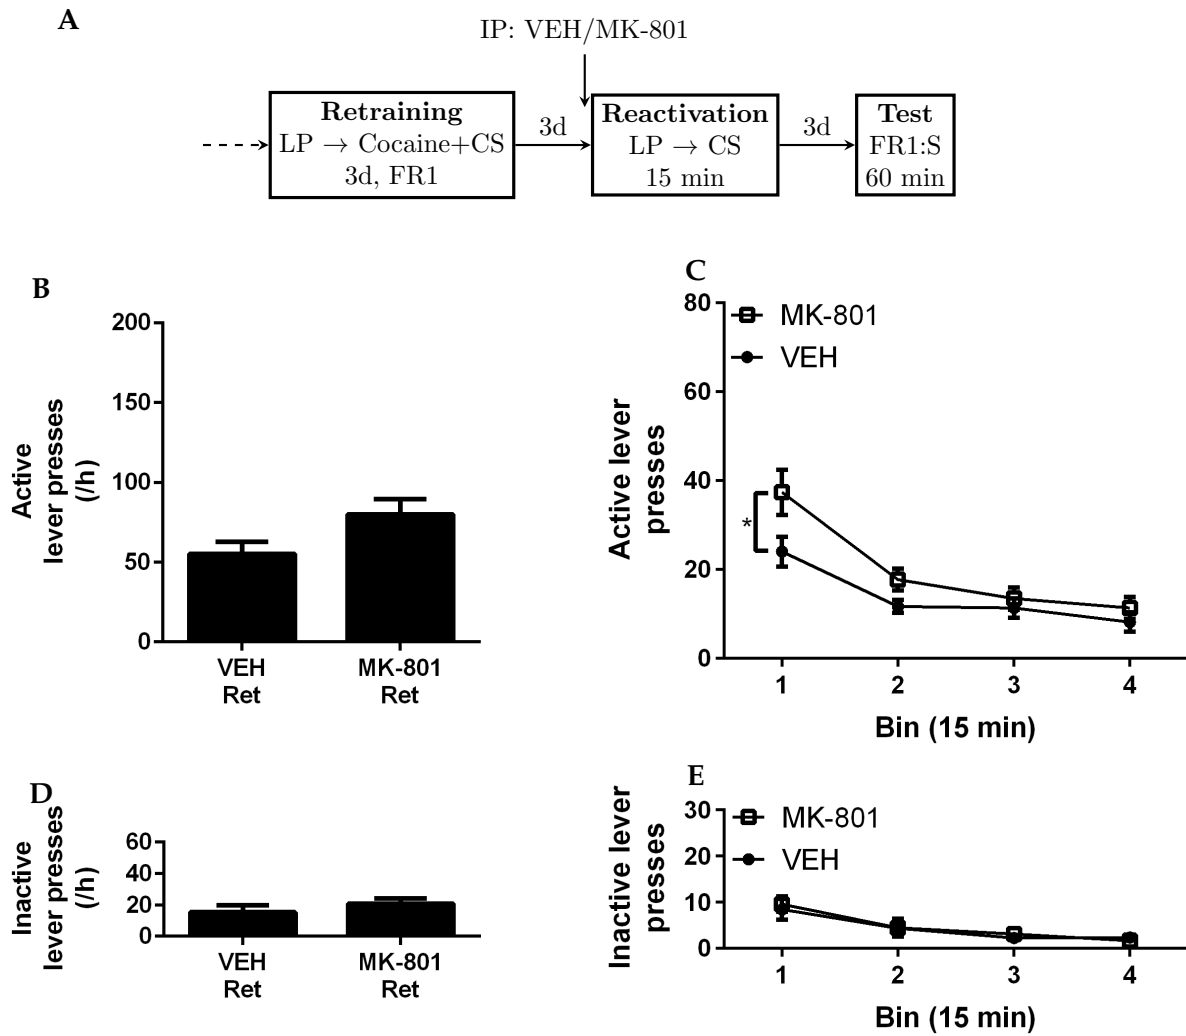 A
IP: VEH/MK-801
Retraining
LP → Cocaine+CS
3d, FR1
3d
Reactivation
LP → CS
15 min
3d
Test
FR1:S
60 min
B
Active
lever presses
(/h)
200
150
100
50
0
VEH
Ret
MK-801
Ret
C
Active lever
presses
80
60
40
20
0
MK-801
VEH
*
1 2 3 4
Bin (15 min)
D
Inactive
lever presses
(/h)
60
40
20
0
VEH
Ret
MK-801
Ret
E
Inactive lever
presses
30
20
10
0
MK-801
VEH
1 2 3 4
Bin (15 min)